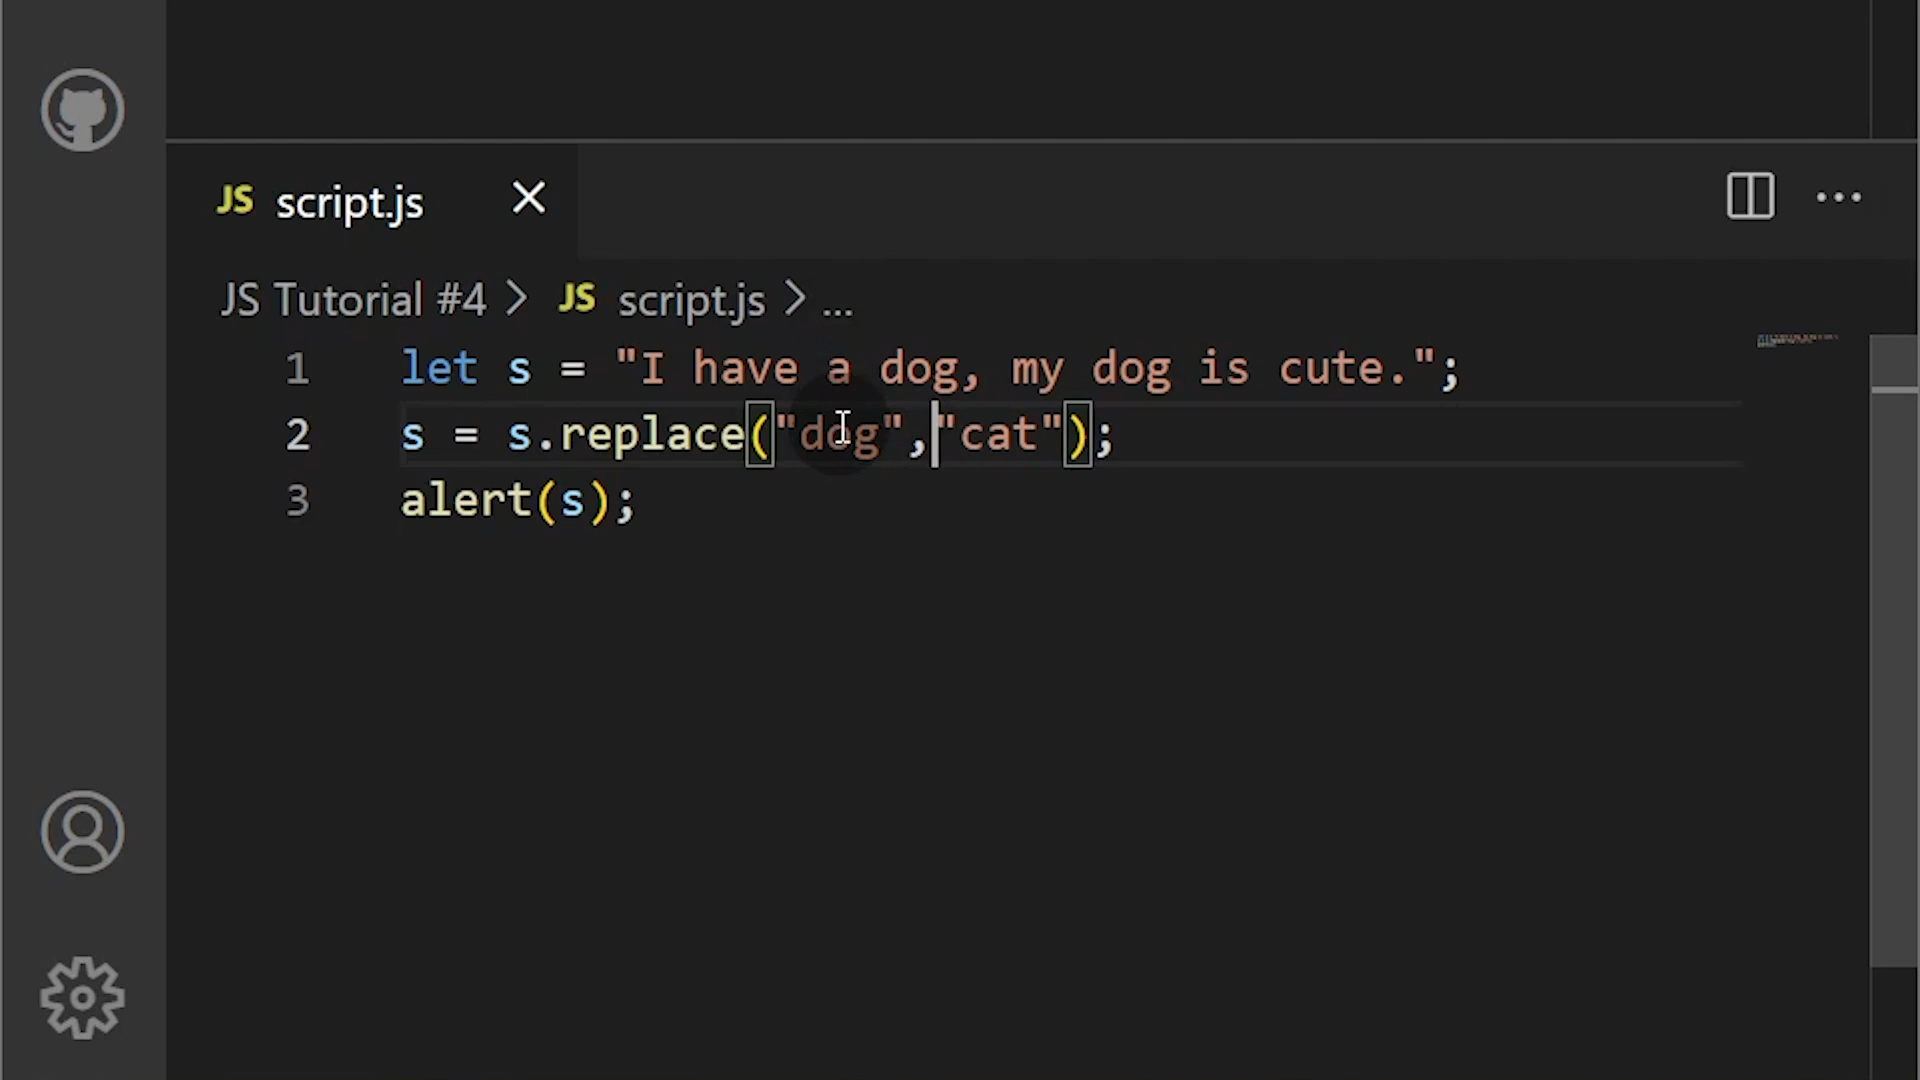 JS script.js
JS Tutorial #4 > JS script.js > ...
1 let s = "I have a dog, my dog is cute.";
2 s = s.replace("dog","cat");
3 alert(s);